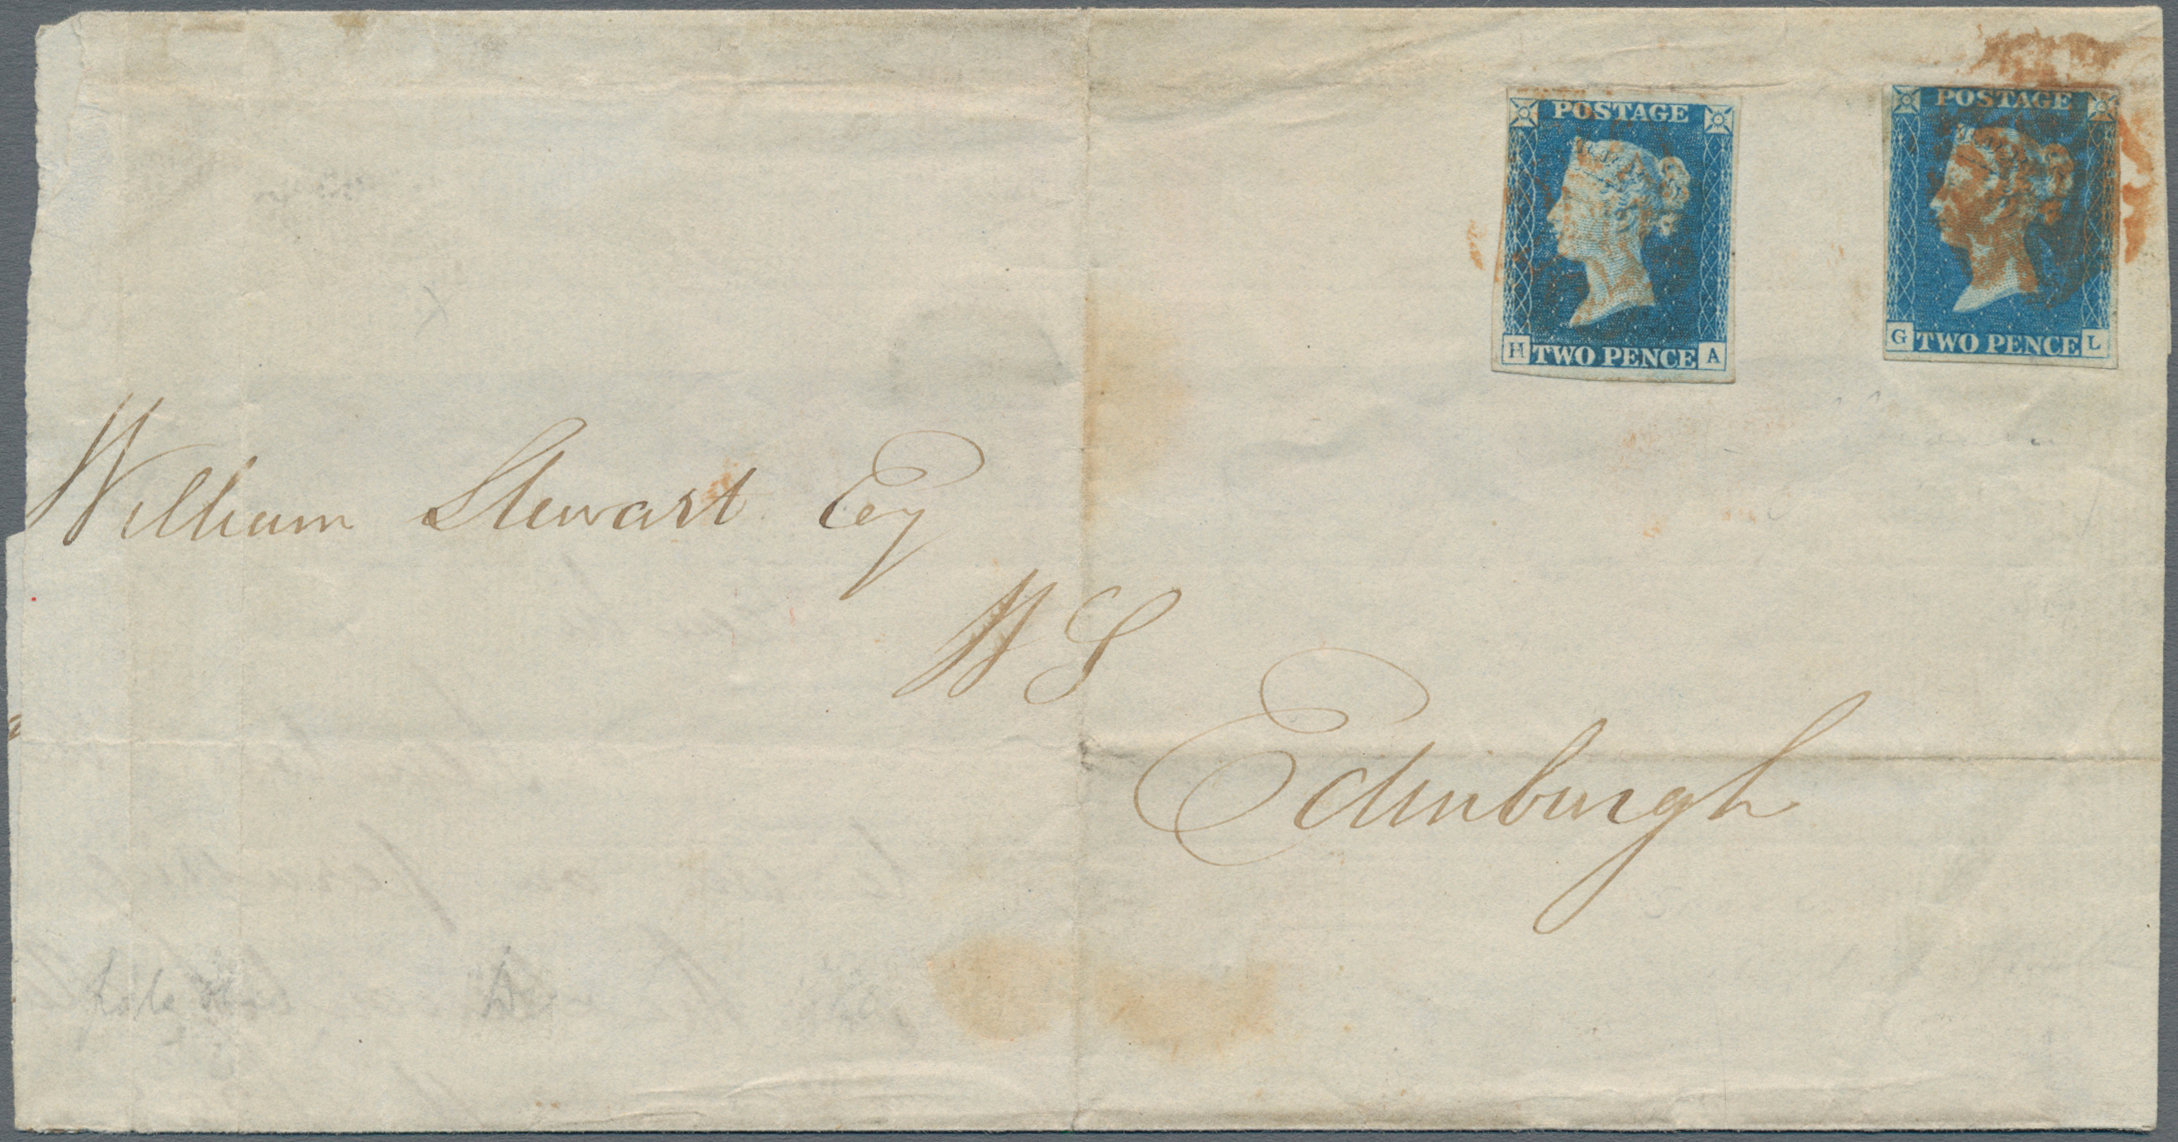 POSTAGE
H TWO PENCE A
POSTAGE
G TWO PENCE L
William Stewart Esq
WS
Edinburgh